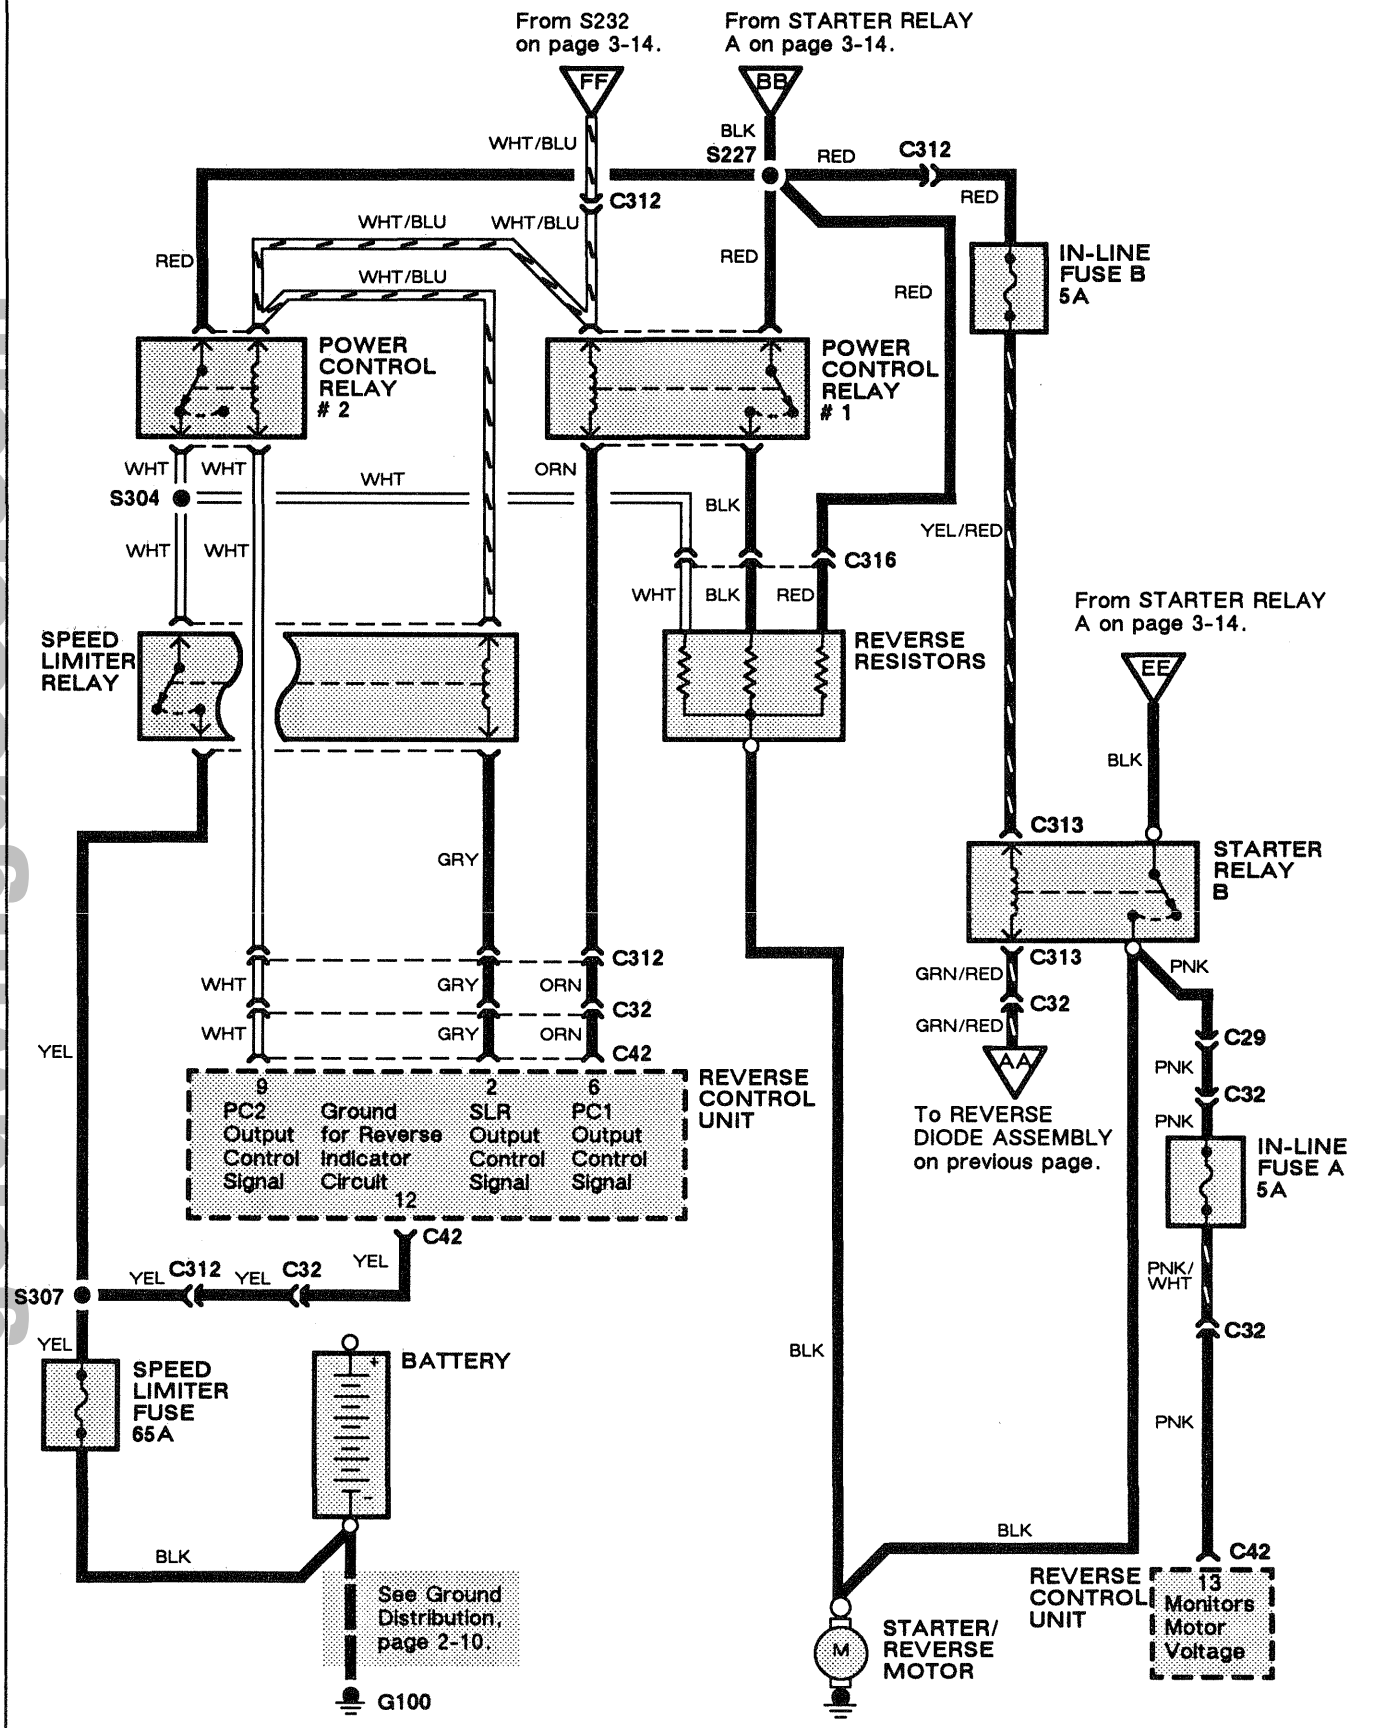 From S232
on page 3-14.
From STARTER RELAY
A on page 3-14.
FF
BB
WHT/BLU
BLK
S227
RED
C312
RED
C312
WHT/BLU
WHT/BLU
RED
WHT/BLU
RED
RED
IN-LINE
FUSE B
5A
POWER
CONTROL
RELAY
# 2
POWER
CONTROL
RELAY
# 1
WHT
WHT
WHT
ORN
S304
BLK
YEL/RED
WHT
WHT
C316
WHT
BLK
RED
From STARTER RELAY
A on page 3-14.
EE
SPEED
LIMITER
RELAY
REVERSE
RESISTORS
BLK
C313
STARTER
RELAY
B
GRY
C312
C313
PNK
WHT
GRY
ORN
GRN/RED
C32
C32
WHT
GRY
ORN
GRN/RED
C29
YEL
C42
AA
PNK
C32
PNK
REVERSE
CONTROL
UNIT
9
PC2
Output
Control
Signal
Ground
for Reverse
Indicator
Circuit
12
2
SLR
Output
Control
Signal
6
PC1
Output
Control
Signal
To REVERSE
DIODE ASSEMBLY
on previous page.
IN-LINE
FUSE A
5A
C42
YEL
C312
YEL
C32
YEL
S307
PNK/
WHT
C32
YEL
SPEED
LIMITER
FUSE
65A
+
BATTERY
-
BLK
PNK
BLK
BLK
C42
See Ground
Distribution,
page 2-10.
G100
M
STARTER/
REVERSE
MOTOR
REVERSE
CONTROL
UNIT
13
Monitors
Motor
Voltage